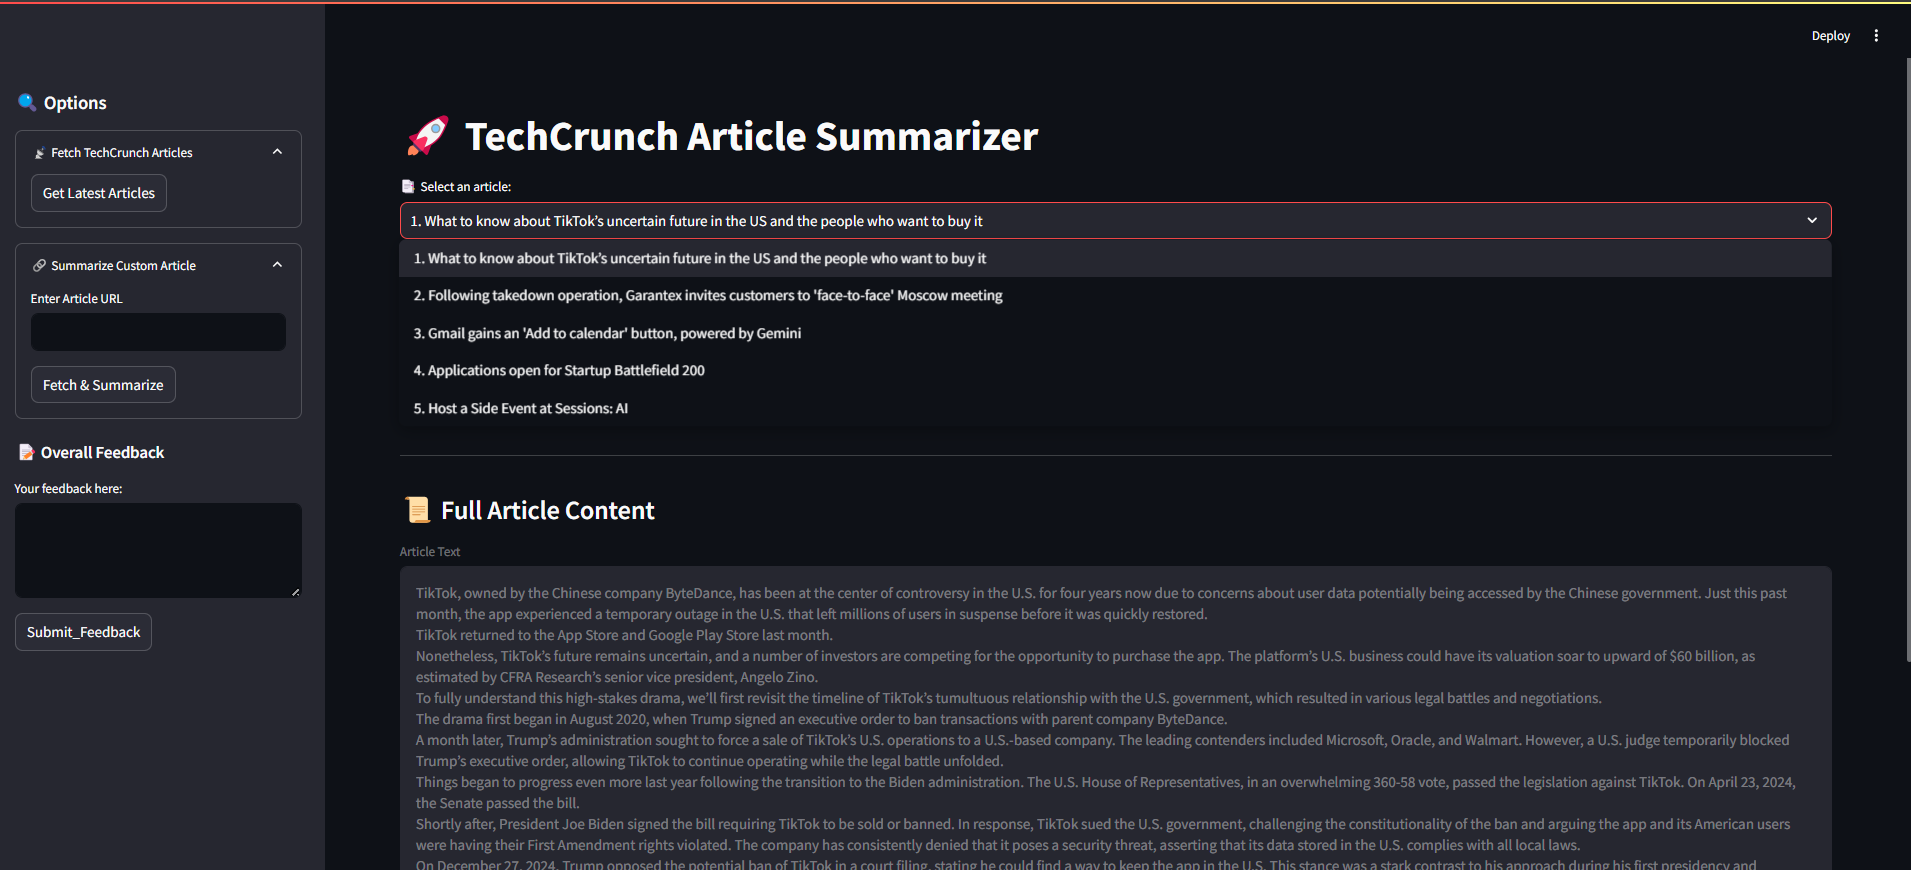 Deploy
Options
Fetch TechCrunch Articles
Get Latest Articles
Summarize Custom Article
Enter Article URL
Fetch & Summarize
Overall Feedback
Your feedback here:
Submit_Feedback
TechCrunch Article Summarizer
Select an article:
1. What to know about TikTok’s uncertain future in the US and the people who want to buy it
1. What to know about TikTok’s uncertain future in the US and the people who want to buy it
2. Following takedown operation, Garantex invites customers to 'face-to-face' Moscow meeting
3. Gmail gains an 'Add to calendar' button, powered by Gemini
4. Applications open for Startup Battlefield 200
5. Host a Side Event at Sessions: AI
Full Article Content
Article Text
TikTok, owned by the Chinese company ByteDance, has been at the center of controversy in the U.S. for four years now due to concerns about user data potentially being accessed by the Chinese government. Just this past
month, the app experienced a temporary outage in the U.S. that left millions of users in suspense before it was quickly restored.
TikTok returned to the App Store and Google Play Store last month.
Nonetheless, TikTok’s future remains uncertain, and a number of investors are competing for the opportunity to purchase the app. The platform’s U.S. business could have its valuation soar to upward of $60 billion, as
estimated by CFRA Research’s senior vice president, Angelo Zino.
To fully understand this high-stakes drama, we’ll first revisit the timeline of TikTok’s tumultuous relationship with the U.S. government, which resulted in various legal battles and negotiations.
The drama first began in August 2020, when Trump signed an executive order to ban transactions with parent company ByteDance.
A month later, Trump’s administration sought to force a sale of TikTok’s U.S. operations to a U.S.-based company. The leading contenders included Microsoft, Oracle, and Walmart. However, a U.S. judge temporarily blocked
Trump’s executive order, allowing TikTok to continue operating while the legal battle unfolded.
Things began to progress even more last year following the transition to the Biden administration. The U.S. House of Representatives, in an overwhelming 360-58 vote, passed the legislation against TikTok. On April 23, 2024,
the Senate passed the bill.
Shortly after, President Joe Biden signed the bill requiring TikTok to be sold or banned. In response, TikTok sued the U.S. government, challenging the constitutionality of the ban and arguing the app and its American users
were having their First Amendment rights violated. The company has consistently denied that it poses a security threat, asserting that its data stored in the U.S. complies with all local laws.
On December 27, 2024, Trump opposed the potential ban of TikTok in a court filing, stating he could find a way to keep the app in the U.S. This stance was a stark contrast to his approach during his first presidency and